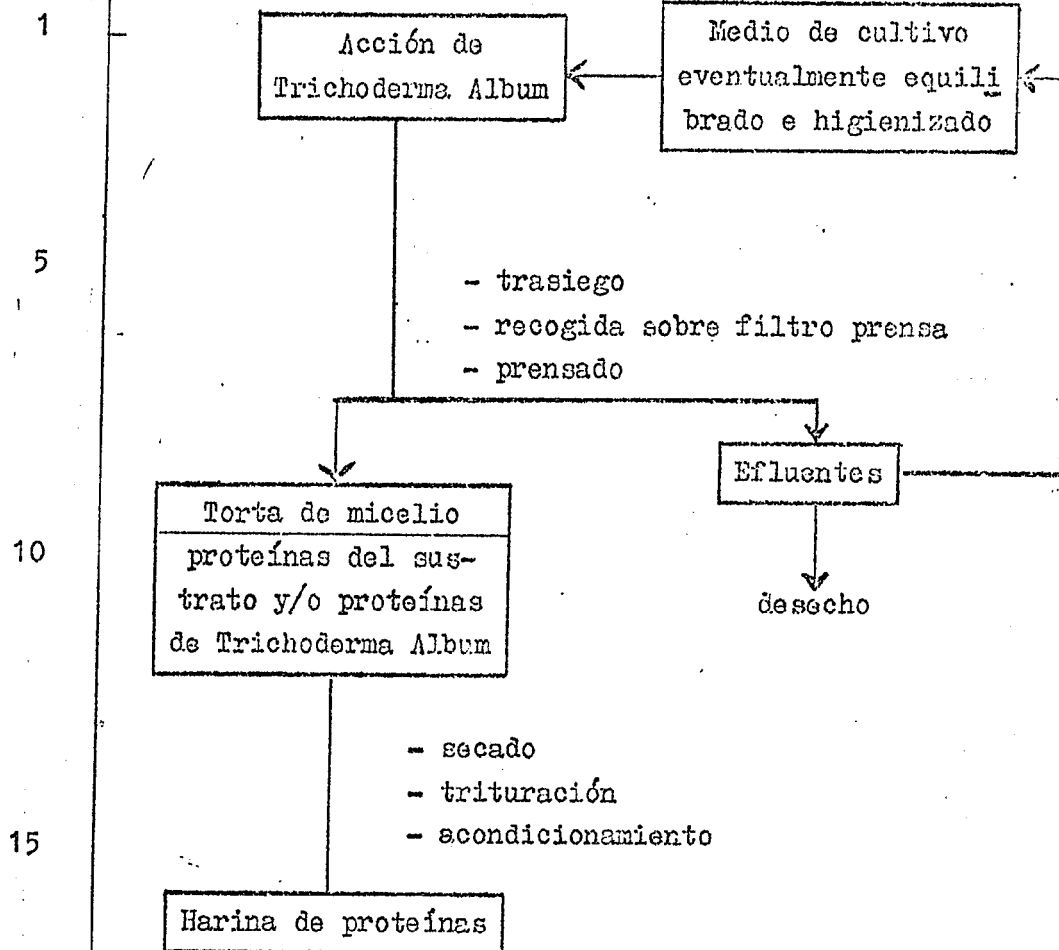 1
Acción de
Trichoderma Album
Medio de cultivo
eventualmente equili
brado e higienizado
5
- trasiego
- recogida sobre filtro prensa
- prensado
Efluentes
Torta de micelio
10
proteínas del sus-
trato y/o proteínas
de Trichoderma Album
desecho
- secado
- trituración
- acondicionamiento
15
Harina de proteínas